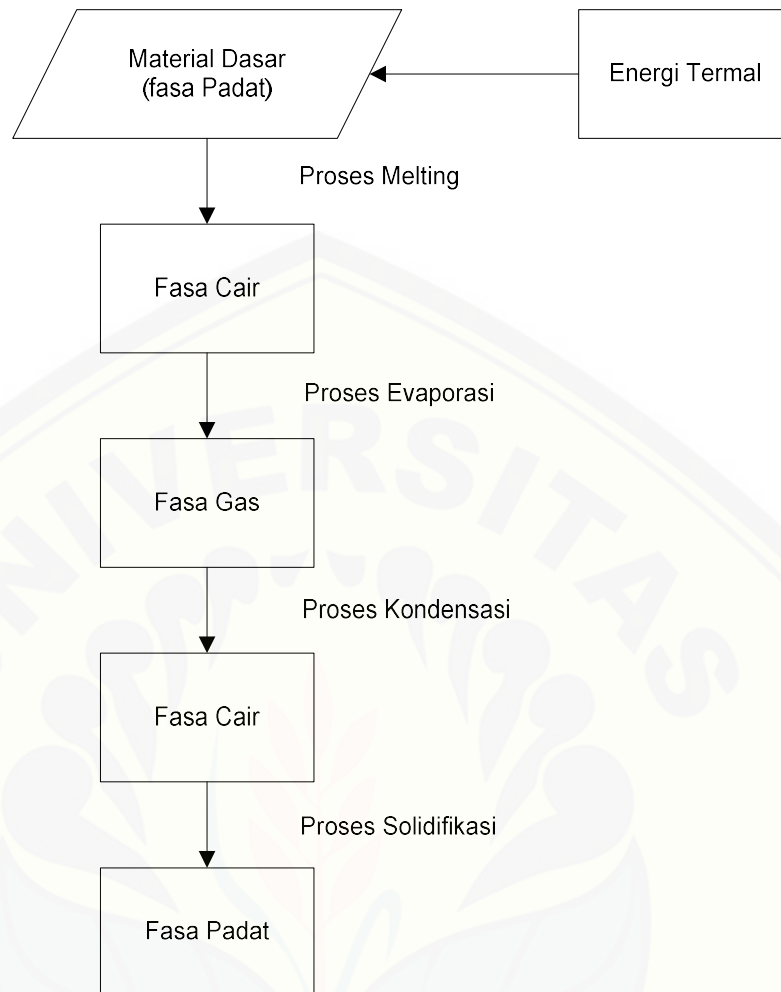 Material Dasar
(fasa Padat)
Energi Termal
Proses Melting
Fasa Cair
Proses Evaporasi
Fasa Gas
Proses Kondensasi
Fasa Cair
Proses Solidifikasi
Fasa Padat
UNIVERSITAS